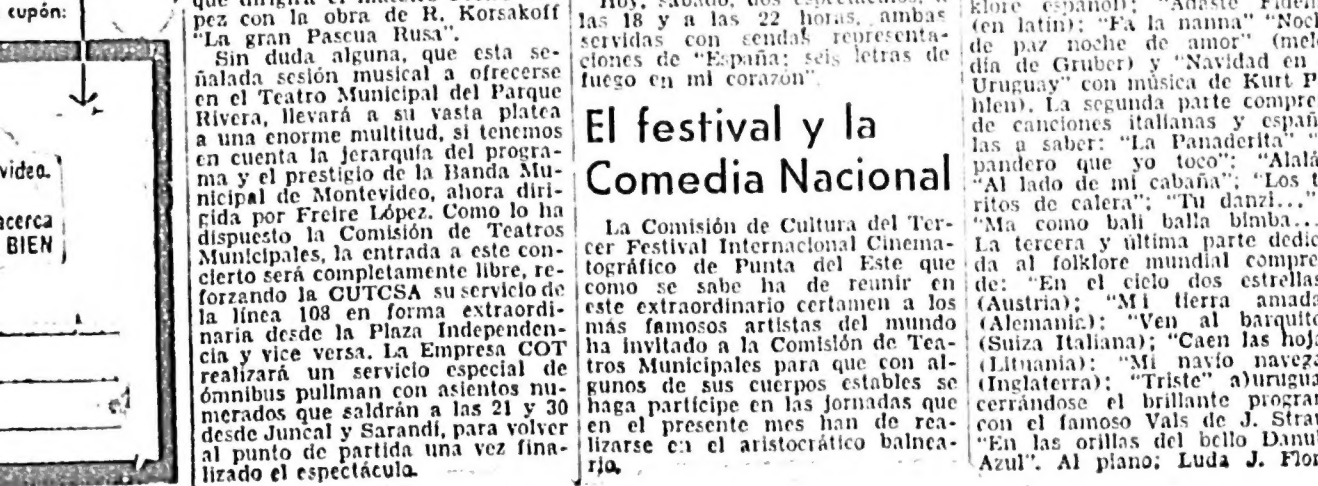 cupón:
video.
acerca
BIEN
pez con la obra de R. Korsakoff
"La gran Pascua Rusa".
Sin duda alguna, que esta se-
ñalada sesión musical a ofrecerse
en el Teatro Municipal del Parque
Rivera, llevará a su vasta platea
a una enorme multitud, si tenemos
en cuenta la jerarquía del progra-
ma y el prestigio de la Banda Mu-
nicipal de Montevideo, ahora diri-
gida por Freire López. Como lo ha
dispuesto la Comisión de Teatros
Municipales, la entrada a este con-
cierto será completamente libre, re-
forzando la CUTCSA su servicio de
la línea 108 en forma extraordi-
naria desde la Plaza Independen-
cia y vice versa. La Empresa COT
realizará un servicio especial de
ómnibus pullman con asientos nu-
merados que saldrán a las 21 y 30
desde Juncal y Sarandí, para volver
al punto de partida una vez fina-
lizado el espectáculo.
Hoy, sábado, dos espectáculos, a
las 18 y a las 22 horas, ambas
servidas con sendas representa-
ciones de "España; seis letras de
fuego en mi corazón".
El festival y la
Comedia Nacional
La Comisión de Cultura del Ter-
cer Festival Internacional Cinema-
tográfico de Punta del Este que
como se sabe ha de reunir en
este extraordinario certamen a los
más famosos artistas del mundo
ha invitado a la Comisión de Tea-
tros Municipales para que con al-
gunos de sus cuerpos estables se
haga partícipe en las jornadas que
en el presente mes han de rea-
lizarse en el aristocrático balnea-
rio.
klore español); "Adaste Fidelis
(en latín); "Fa la nanna" "Noch
de paz noche de amor" (melo
día de Gruber) y "Navidad en
Uruguay" con música de Kurt P
hlen). La segunda parte compre
de canciones italianas y españ
las a saber: "La Panaderita" "
pandero que yo toco"; "Alalá
"Al lado de mi cabaña"; "Los t
ritos de calera"; "Tu danzi..."
"Ma como bali balla bimba...
La tercera y última parte dedic
da al folklore mundial compre
de: "En el cielo dos estrellas
(Austria); "Mi tierra amada
(Alemania); "Ven al barquito
(Suiza Italiana); "Caen las hoja
(Lituania); "Mi navío naveza
(Inglaterra); "Triste" a)urugua
cerrándose el brillante program
con el famoso Vals de J. Strau
"En las orillas del bello Danub
Azul". Al piano; Luda J. Flor